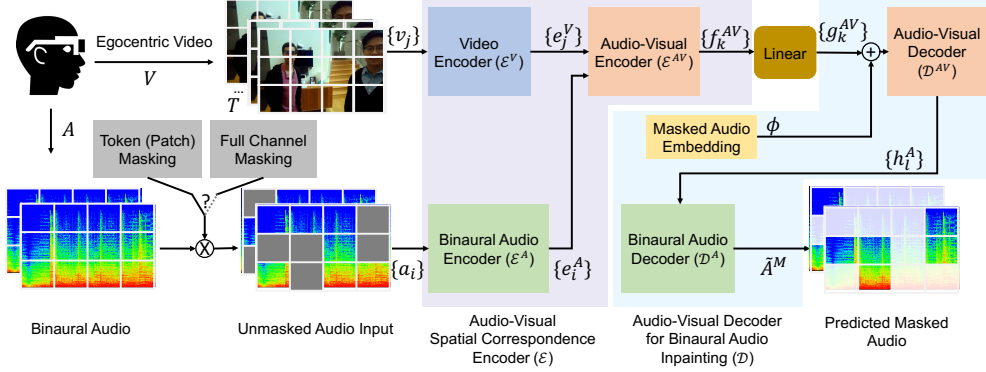 Egocentric Video
V
A
T
...
{v_j}
Video
Encoder (ℰ^V)
{e_j^V}
Audio-Visual
Encoder (ℰ^{AV})
{f_k^{AV}}
Linear
{g_k^{AV}}
+
Audio-Visual
Decoder
(𝒟^{AV})
Token (Patch)
Masking
Full Channel
Masking
?
X
Masked Audio
Embedding
ϕ
{h_l^A}
{a_i}
Binaural Audio
Encoder (ℰ^A)
{e_i^A}
Binaural Audio
Decoder (𝒟^A)
Ã^M
Binaural Audio
Unmasked Audio Input
Audio-Visual
Spatial Correspondence
Encoder (ℰ)
Audio-Visual Decoder
for Binaural Audio
Inpainting (𝒟)
Predicted Masked
Audio